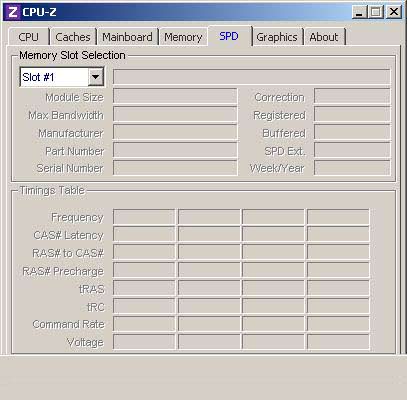 Z CPU-Z
CPU Caches Mainboard Memory SPD Graphics About
Memory Slot Selection
Slot #1
Module Size Correction
Max Bandwidth Registered
Manufacturer Buffered
Part Number SPD Ext.
Serial Number Week/Year
Timings Table
Frequency
CAS# Latency
RAS# to CAS#
RAS# Precharge
tRAS
tRC
Command Rate
Voltage